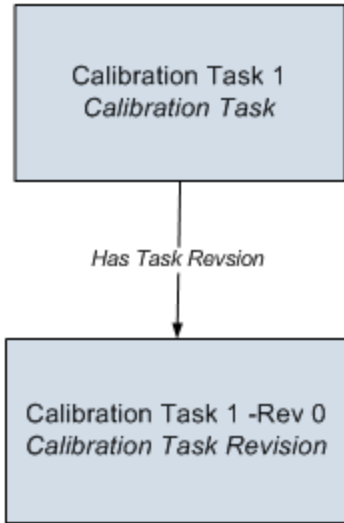 Calibration Task 1
Calibration Task
Has Task Revsion
Calibration Task 1 -Rev 0
Calibration Task Revision